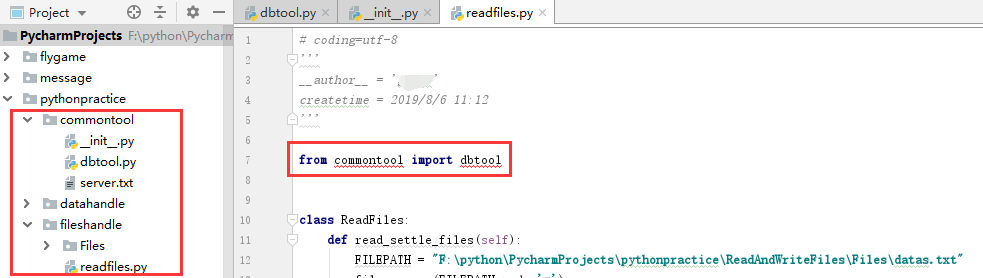 Project
dbtool.py
__init__.py
readfiles.py
PycharmProjects F:\python\Pycharm
flygame
message
pythonpractice
commontool
__init__.py
dbtool.py
server.txt
datahandle
fileshandle
Files
readfiles.py
1 # coding=utf-8
2 '''
3 __author__ = ' '
4 createtime = 2019/8/6 11:12
5 '''
6
7 from commontool import dbtool
8
9
10 class ReadFiles:
11 def read_settle_files(self):
12 FILEPATH = "F:\python\PycharmProjects\pythonpractice\ReadAndWriteFiles\Files\datas.txt"